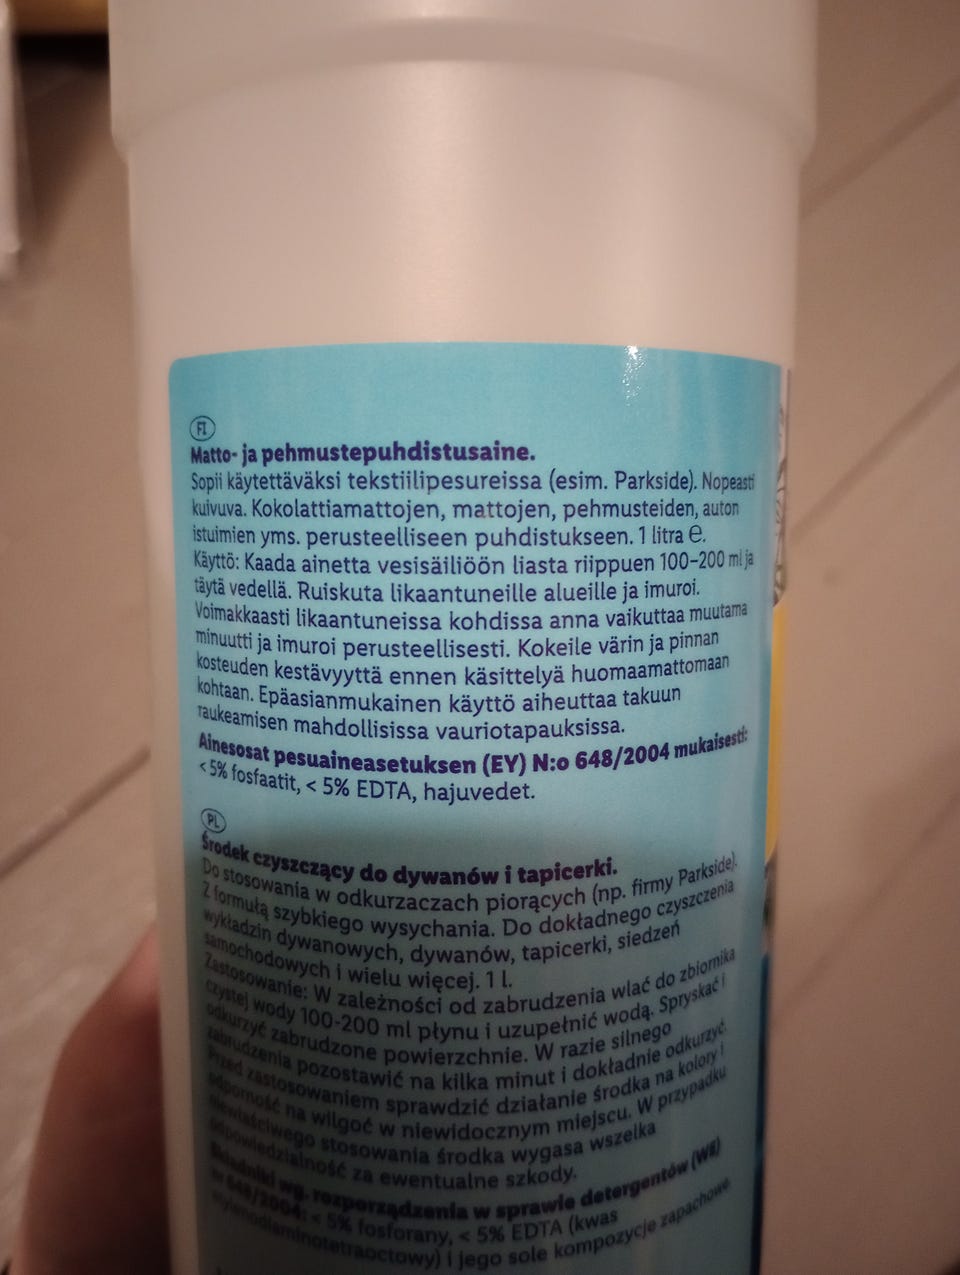 FI
Matto- ja pehmustepuhdistusaine.
Sopii käytettäväksi tekstiilipesureissa (esim. Parkside). Nopeasti
kuivuva. Kokolattiamattojen, mattojen, pehmusteiden, auton
istuimien yms. perusteelliseen puhdistukseen. 1 litra ℮.
Käyttö: Kaada ainetta vesisäiliöön liasta riippuen 100–200 ml ja
täytä vedellä. Ruiskuta likaantuneille alueille ja imuroi.
Voimakkaasti likaantuneissa kohdissa anna vaikuttaa muutama
minuutti ja imuroi perusteellisesti. Kokeile värin ja pinnan
kosteuden kestävyyttä ennen käsittelyä huomaamattomaan
kohtaan. Epäasianmukainen käyttö aiheuttaa takuun
raukeamisen mahdollisissa vauriotapauksissa.
Ainesosat pesuaineasetuksen (EY) N:o 648/2004 mukaisesti:
< 5% fosfaatit, < 5% EDTA, hajuvedet.
PL
Środek czyszczący do dywanów i tapicerki.
Do stosowania w odkurzaczach piorących (np. firmy Parkside).
Z formułą szybkiego wysychania. Do dokładnego czyszczenia
wykładzin dywanowych, dywanów, tapicerki, siedzeń
samochodowych i wielu więcej. 1 l.
Zastosowanie: W zależności od zabrudzenia wlać do zbiornika
czystej wody 100-200 ml płynu i uzupełnić wodą. Spryskać i
odkurzyć zabrudzone powierzchnie. W razie silnego
zabrudzenia pozostawić na kilka minut i dokładnie odkurzyć.
Przed zastosowaniem sprawdzić działanie środka na kolory i
odporność na wilgoć w niewidocznym miejscu. W przypadku
niewłaściwego stosowania środka wygasa wszelka
odpowiedzialność za ewentualne szkody.
Składniki wg. rozporządzenia w sprawie detergentów (WE)
nr 648/2004: < 5% fosforany, < 5% EDTA (kwas
etylenodiaminotetraoctowy) i jego sole kompozycje zapachowe.